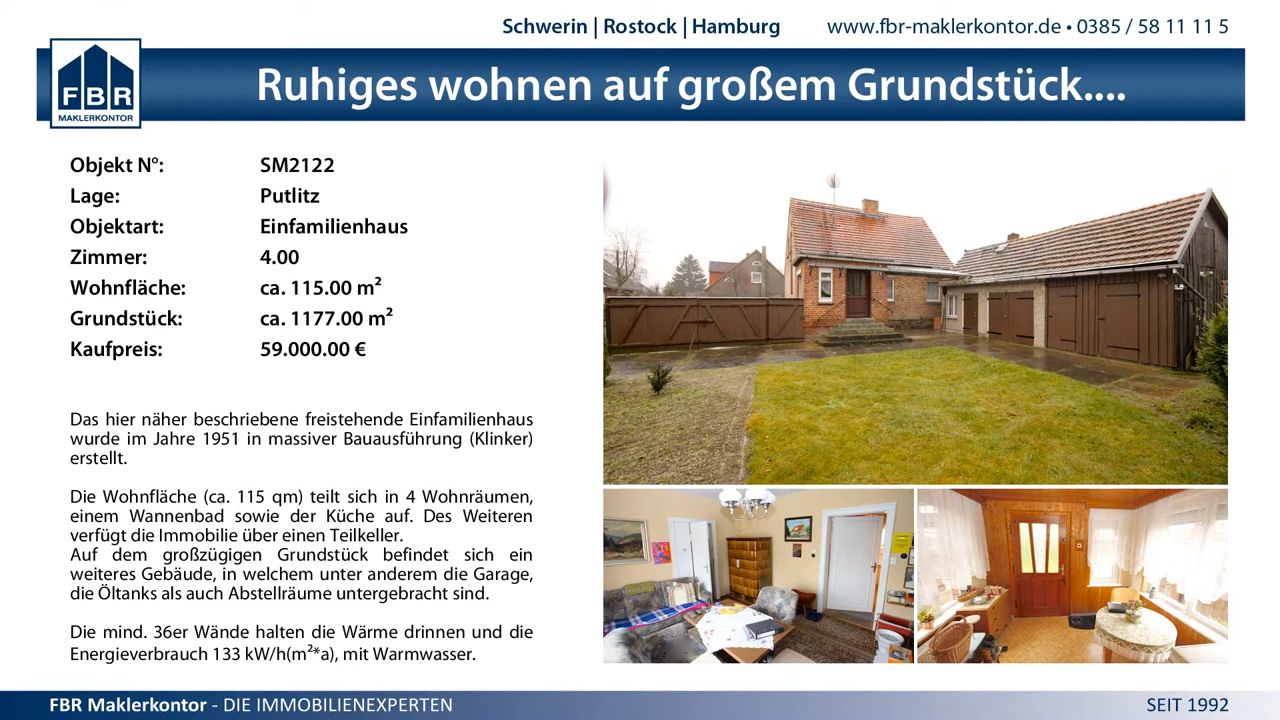 Schwerin | Rostock | Hamburg www.fbr-maklerkontor.de • 0385 / 58 11 11 5
FBR
MAKLERKONTOR
Ruhiges wohnen auf großem Grundstück....
Objekt N°: SM2122
Lage: Putlitz
Objektart: Einfamilienhaus
Zimmer: 4.00
Wohnfläche: ca. 115.00 m²
Grundstück: ca. 1177.00 m²
Kaufpreis: 59.000.00 €
Das hier näher beschriebene freistehende Einfamilienhaus
wurde im Jahre 1951 in massiver Bauausführung (Klinker)
erstellt.
Die Wohnfläche (ca. 115 qm) teilt sich in 4 Wohnräumen,
einem Wannenbad sowie der Küche auf. Des Weiteren
verfügt die Immobilie über einen Teilkeller.
Auf dem großzügigen Grundstück befindet sich ein
weiteres Gebäude, in welchem unter anderem die Garage,
die Öltanks als auch Abstellräume untergebracht sind.
Die mind. 36er Wände halten die Wärme drinnen und die
Energieverbrauch 133 kW/h(m²*a), mit Warmwasser.
FBR Maklerkontor - DIE IMMOBILIENEXPERTEN SEIT 1992